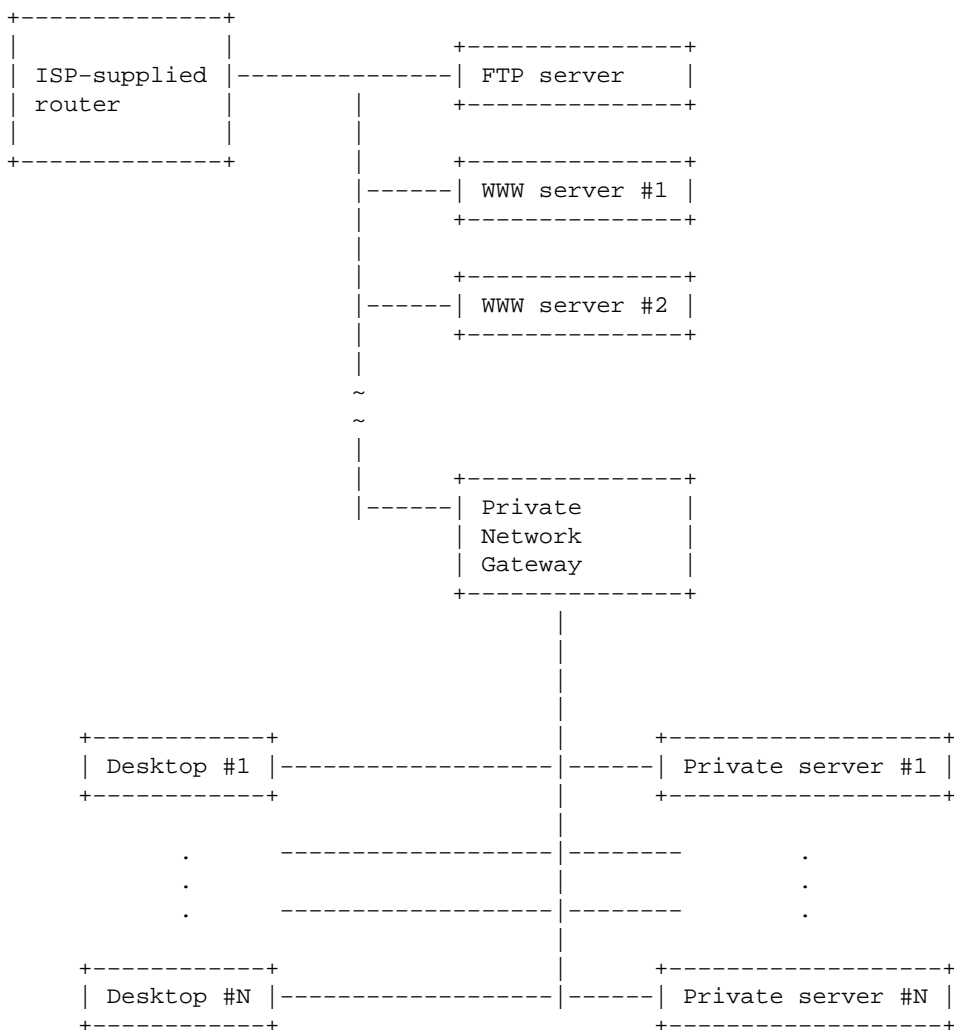 ISP-supplied
router
FTP server
WWW server #1
WWW server #2
~
~
Private
Network
Gateway
Desktop #1
Private server #1
.
.
.
.
.
.
Desktop #N
Private server #N